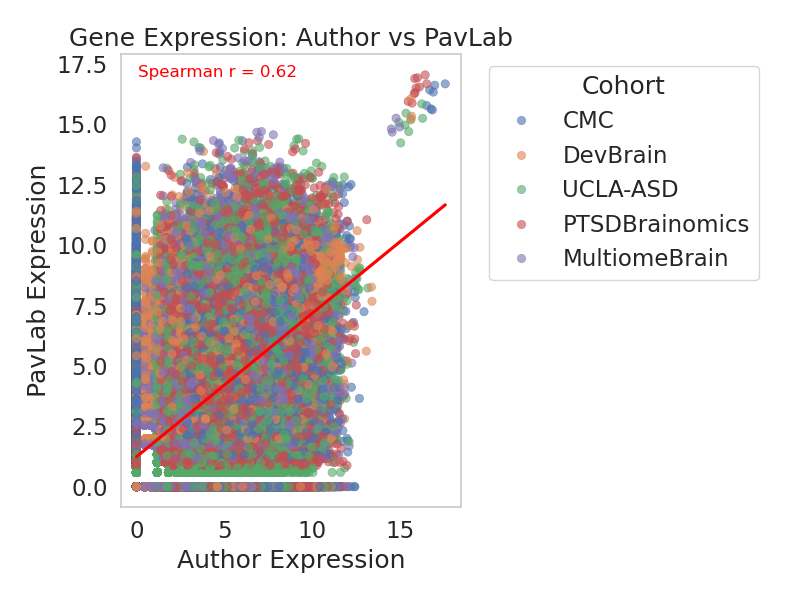 Gene Expression: Author vs PavLab
Spearman r = 0.62
17.5
15.0
12.5
10.0
7.5
5.0
2.5
0.0
PavLab Expression
0
5
10
15
Author Expression
Cohort
CMC
DevBrain
UCLA-ASD
PTSDBrainomics
MultiomeBrain